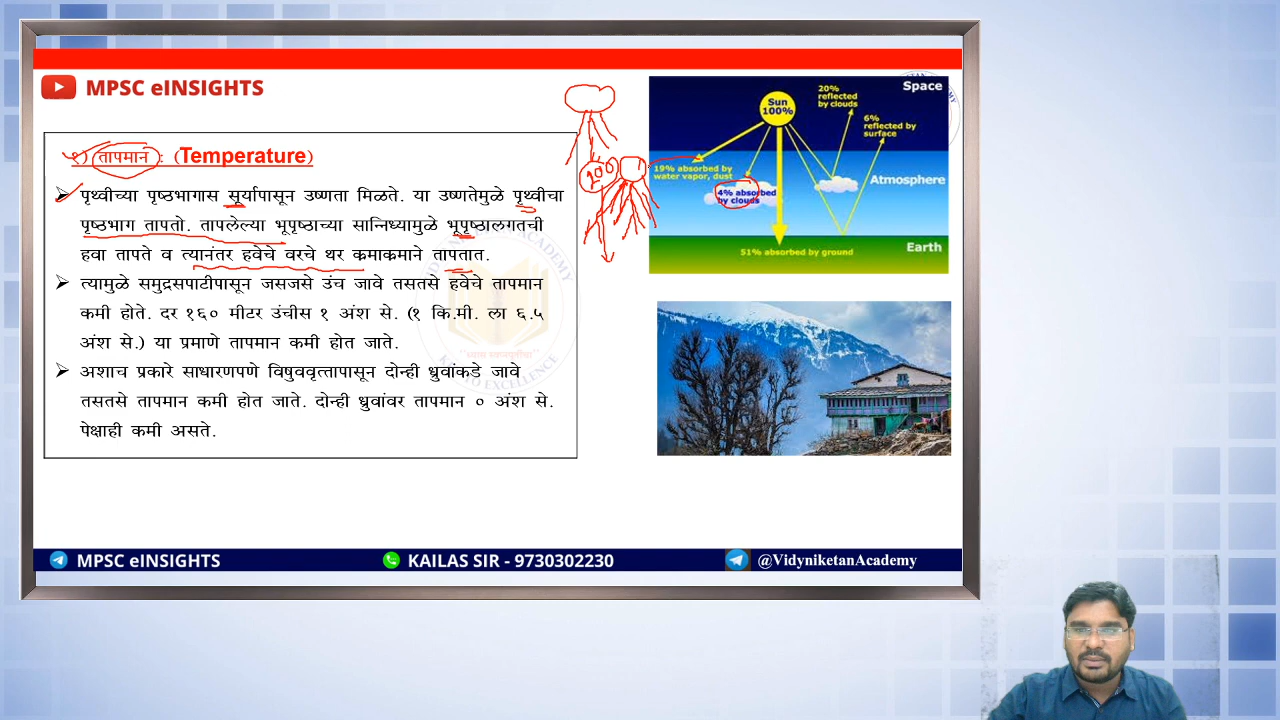 MPSC eINSIGHTS
१) तापमान : (Temperature)
पृथ्वीच्या पृष्ठभागास सूर्यापासून उष्णता मिळते. या उष्णतेमुळे पृथ्वीचा
पृष्ठभाग तापतो. तापलेल्या भूपृष्ठाच्या सान्निध्यामुळे भूपृष्ठालगतची
हवा तापते व त्यानंतर हवेचे वरचे थर क्रमाक्रमाने तापतात.
त्यामुळे समुद्रसपाटीपासून जसजसे उंच जावे तसतसे हवेचे तापमान
कमी होते. दर १६० मीटर उंचीस १ अंश से. (१ कि.मी. ला ६.५
अंश से.) या प्रमाणे तापमान कमी होत जाते.
अशाच प्रकारे साधारणपणे विषुववृत्तापासून दोन्ही ध्रुवांकडे जावे
तसतसे तापमान कमी होत जाते. दोन्ही ध्रुवांवर तापमान ० अंश से.
पेक्षाही कमी असते.
100
Space
Sun
100%
20%
reflected
by clouds
6%
reflected by
surface
19% absorbed by
water vapor, dust
4% absorbed
by clouds
Atmosphere
51% absorbed by ground
Earth
MPSC eINSIGHTS
KAILAS SIR - 9730302230
@VidyniketanAcademy